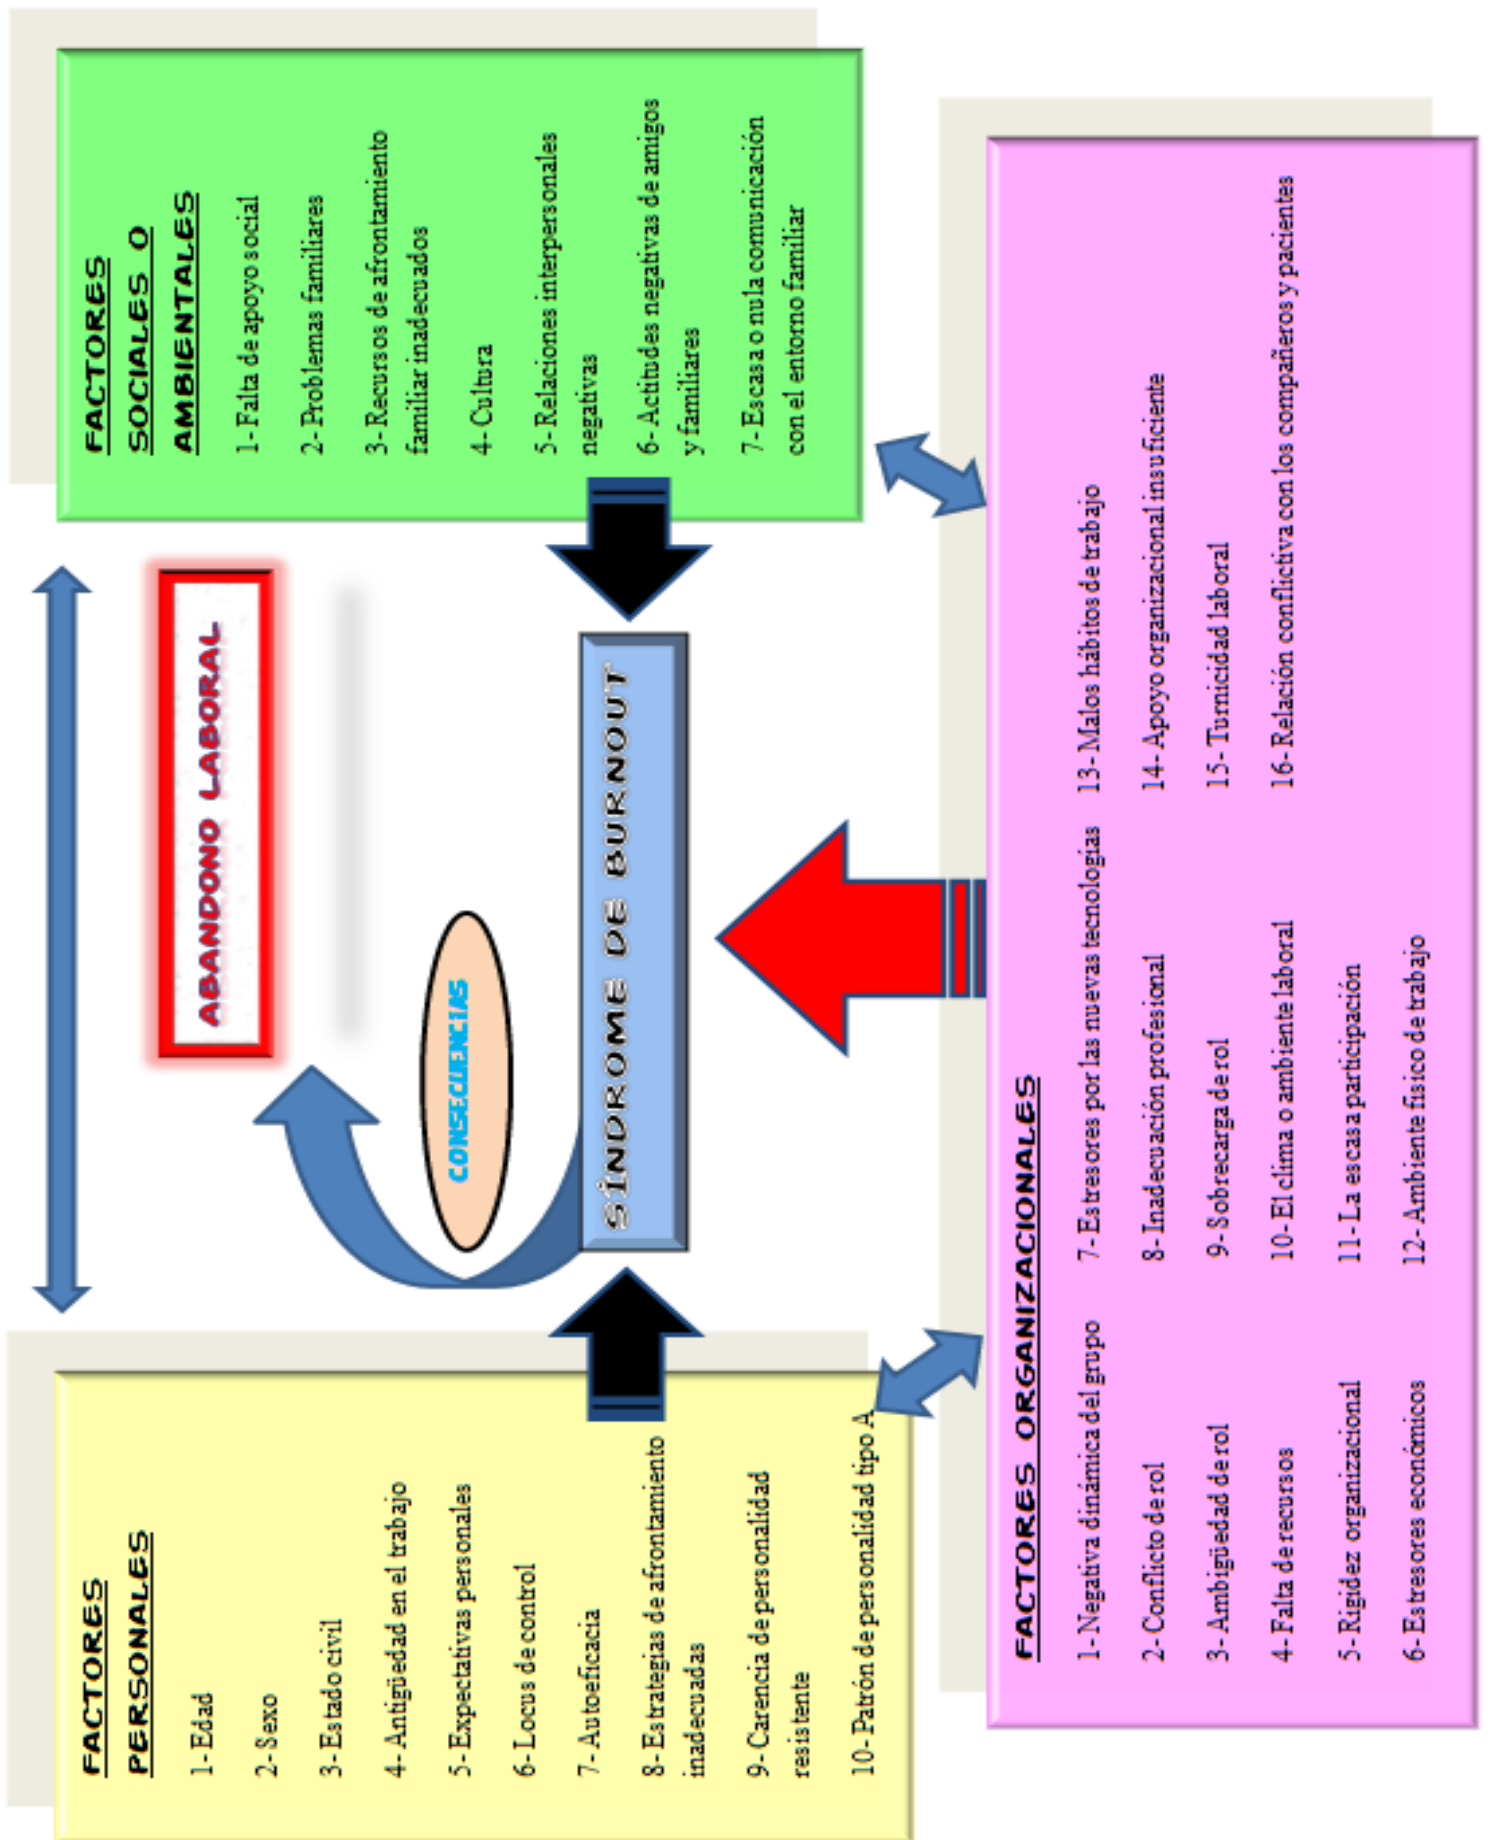 FACTORES
PERSONALES
1- Edad
2- Sexo
3- Estado civil
4- Antigüedad en el trabajo
5- Expectativas personales
6- Locus de control
7- Autoeficacia
8- Estrategias de afrontamiento
inadecuadas
9- Carencia de personalidad
resistente
10- Patrón de personalidad tipo A
ABANDONO LABORAL
CONSECUENCIAS
SÍNDROME DE BURNOUT
FACTORES
SOCIALES O
AMBIENTALES
1- Falta de apoyo social
2- Problemas familiares
3- Recursos de afrontamiento
familiar inadecuados
4- Cultura
5- Relaciones interpersonales
negativas
6- Actitudes negativas de amigos
y familiares
7- Escasa o nula comunicación
con el entorno familiar
FACTORES ORGANIZACIONALES
1- Negativa dinámica del grupo
2- Conflicto de rol
3- Ambigüedad de rol
4- Falta de recursos
5- Rigidez organizacional
6- Estresores económicos
7- Estresores por las nuevas tecnologias
8- Inadecuación profesional
9- Sobrecarga de rol
10- El clima o ambiente laboral
11- La escasa participación
12- Ambiente fisico de trabajo
13- Malos hábitos de trabajo
14- Apoyo organizacional insuficiente
15- Turnicidad laboral
16- Relación conflictiva con los compañeros y pacientes